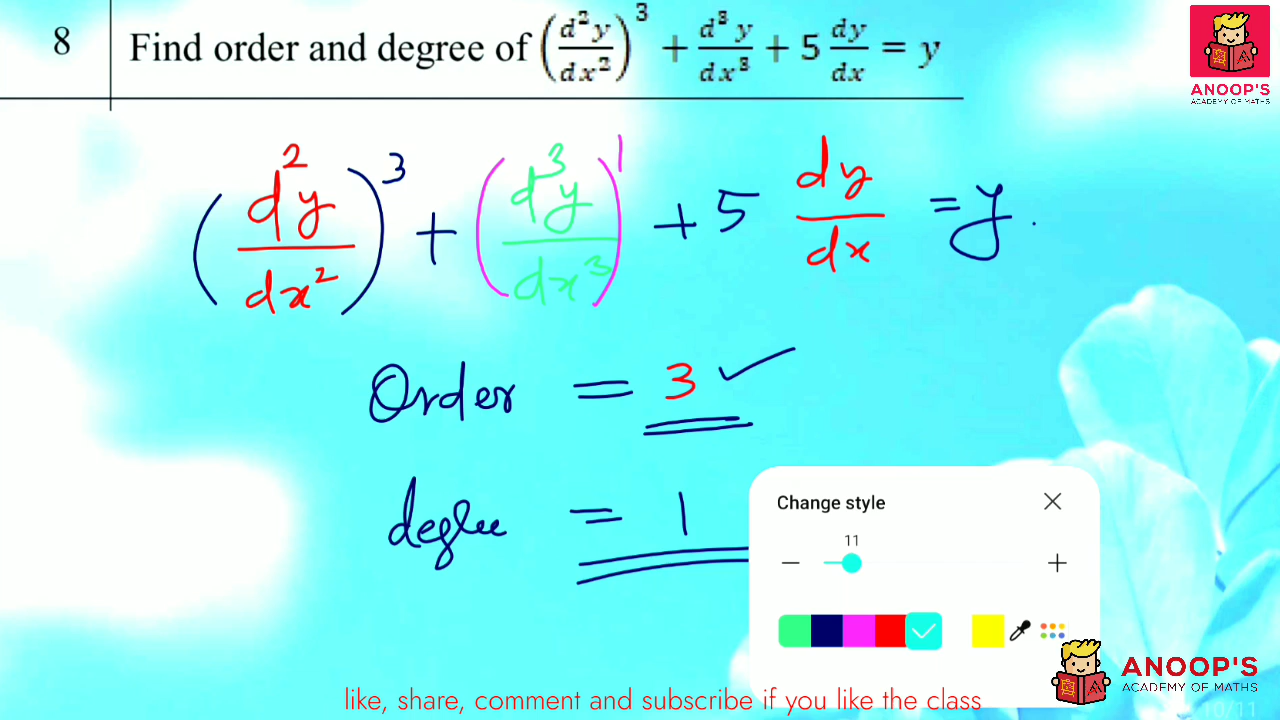 8 Find order and degree of (d²y/dx²)³ + d³y/dx³ + 5 dy/dx = y
ANOOP'S
ACADEMY OF MATHS
(d²y/dx²)³ + (d³y/dx³)¹ + 5 dy/dx = y.
Order = 3 ✓
degree = 1
Change style
11
ANOOP'S
ACADEMY OF MATHS
like, share, comment and subscribe if you like the class
10/11